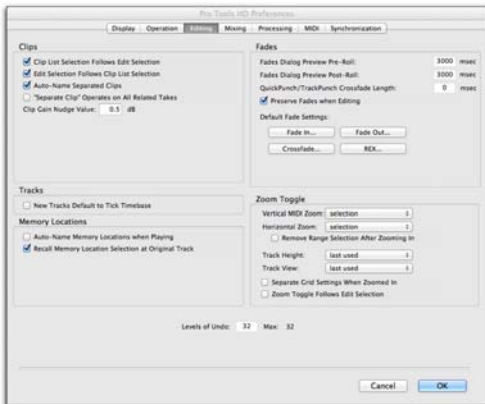 Pro Tools HD Preferences
Display Operation Editing Mixing Processing MIDI Synchronization
Clips
Clip List Selection Follows Edit Selection
Edit Selection Follows Clip List Selection
Auto-Name Separated Clips
"Separate Clip" Operates on All Related Takes
Clip Gain Nudge Value: 0.5 dB
Tracks
New Tracks Default to Tick Timebase
Memory Locations
Auto-Name Memory Locations when Playing
Recall Memory Location Selection at Original Track
Fades
Fades Dialog Preview Pre-Roll: 3000 msec
Fades Dialog Preview Post-Roll: 3000 msec
QuickPunch/TrackPunch Crossfade Length: 0 msec
Preserve Fades when Editing
Default Fade Settings:
Fade In... Fade Out...
Crossfade... REX...
Zoom Toggle
Vertical MIDI Zoom: selection
Horizontal Zoom: selection
Remove Range Selection After Zooming In
Track Height: last used
Track View: last used
Separate Grid Settings When Zoomed In
Zoom Toggle Follows Edit Selection
Levels of Undo: 32 Max: 32
Cancel OK